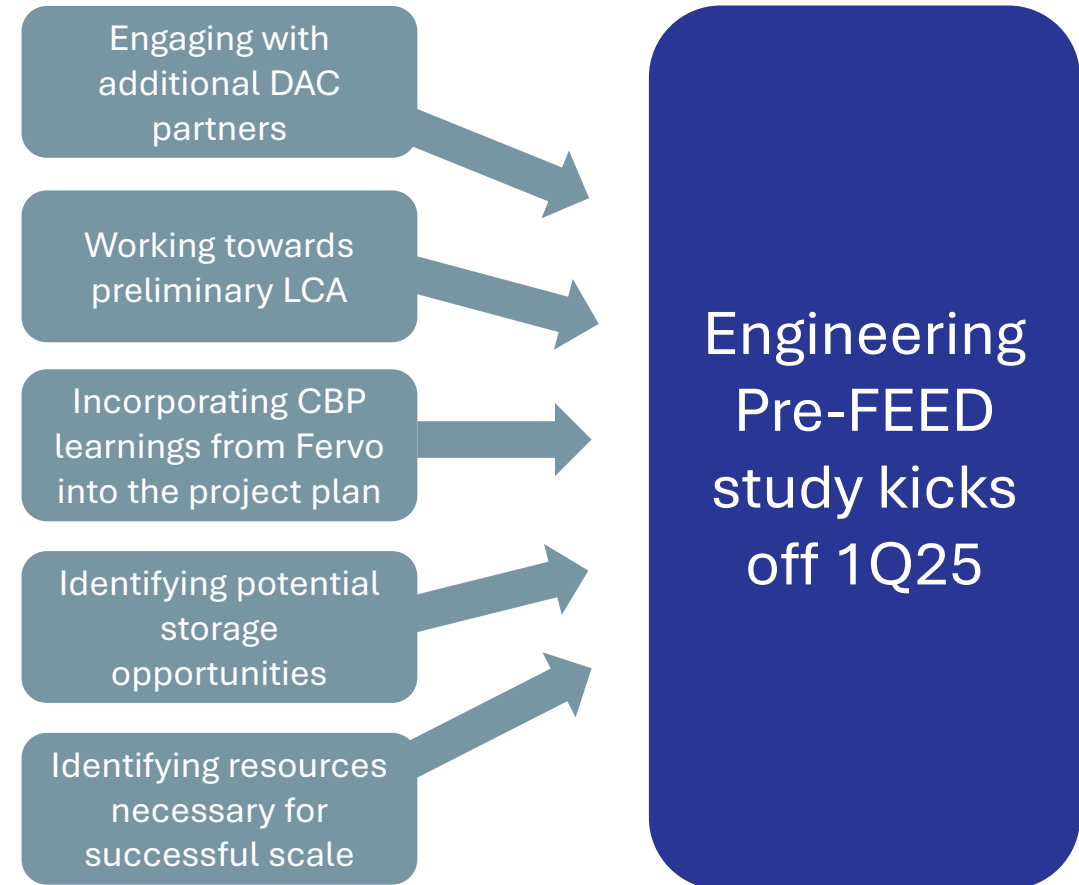 Engaging with
additional DAC
partners
Working towards
preliminary LCA
Incorporating CBP
learnings from Fervo
into the project plan
Identifying potential
storage
opportunities
Identifying resources
necessary for
successful scale
Engineering
Pre-FEED
study kicks
off 1Q25